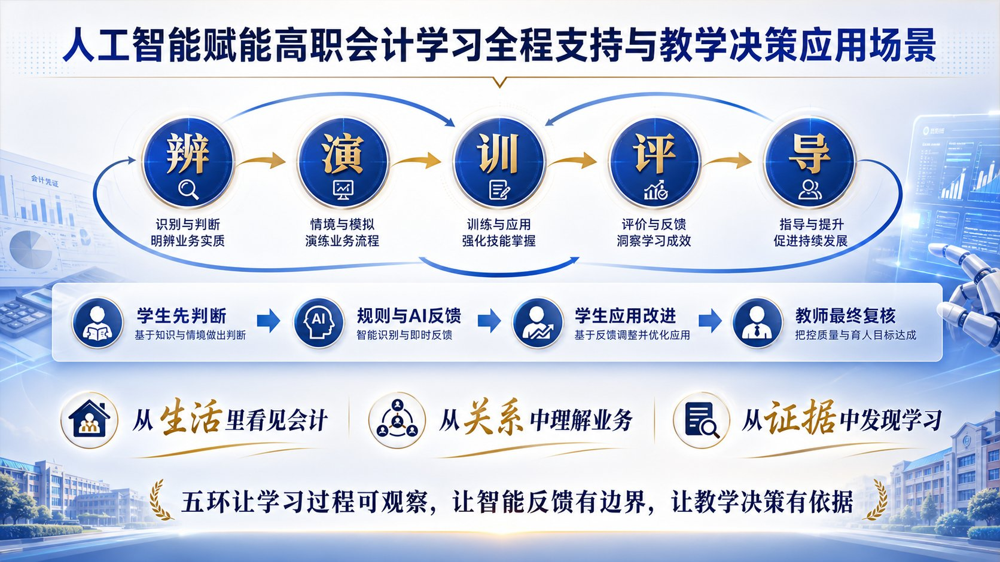 人工智能赋能高职会计学习全程支持与教学决策应用场景
辨
演
训
评
导
识别与判断
明辨业务实质
情境与模拟
演练业务流程
训练与应用
强化技能掌握
评价与反馈
洞察学习成效
指导与提升
促进持续发展
会计凭证
学生先判断
基于知识与情境做出判断
AI
规则与AI反馈
智能识别与即时反馈
学生应用改进
基于反馈调整并优化应用
教师最终复核
把控质量与育人目标达成
从生活里看见会计
从关系中理解业务
从证据中发现学习
五环让学习过程可观察，让智能反馈有边界，让教学决策有依据